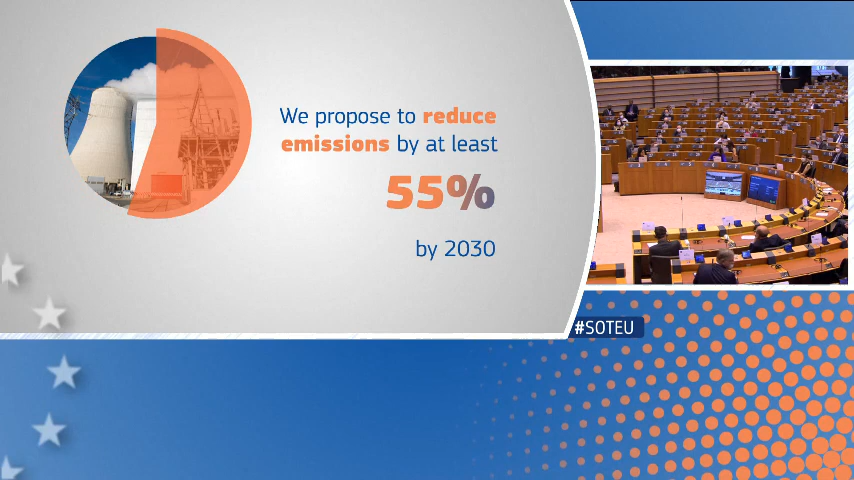 We propose to reduce
emissions by at least
55%
by 2030
#SOTEU